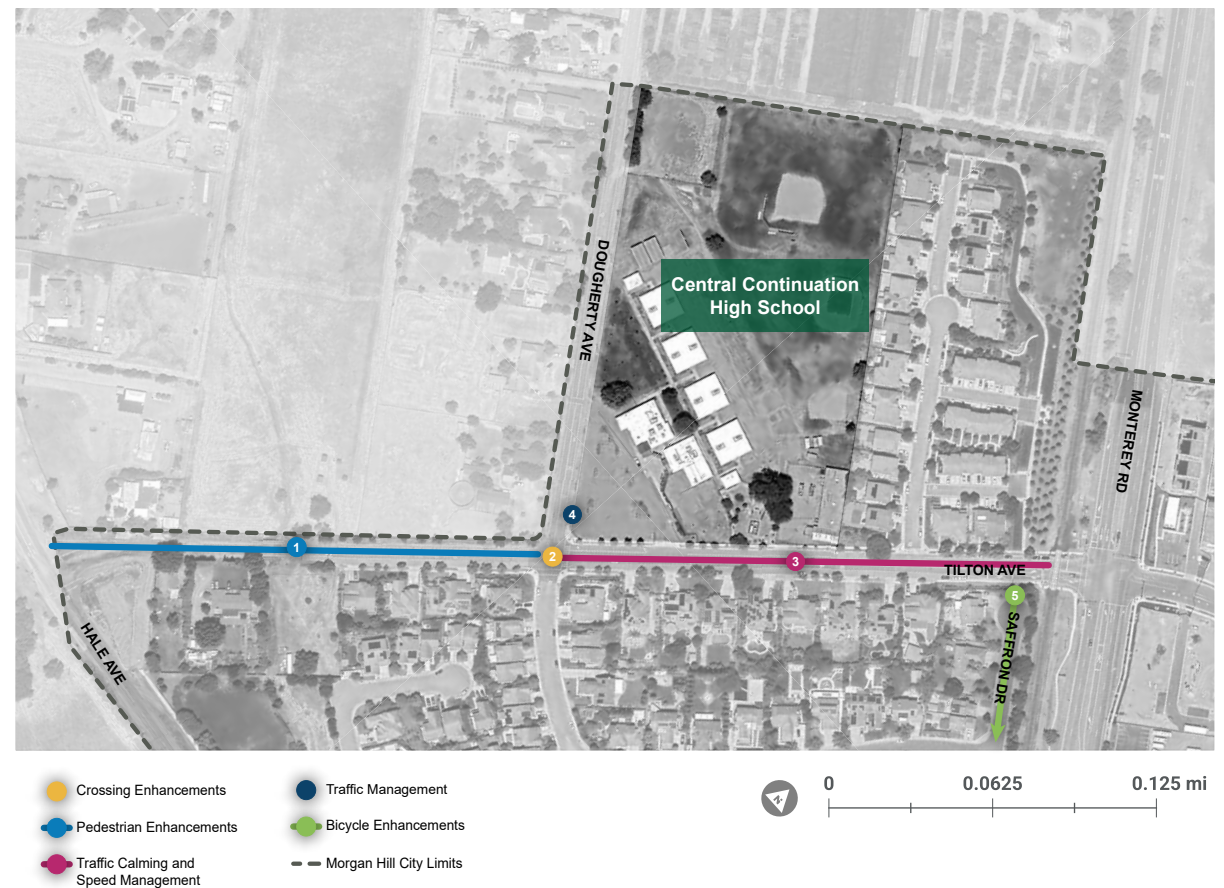 Central Continuation
High School
DOUGHERTY AVE
MONTEREY RD
4
1
2
3
TILTON AVE
5
HALE AVE
SAFFRON DR
Crossing Enhancements
Pedestrian Enhancements
Traffic Calming and
Speed Management
Traffic Management
Bicycle Enhancements
Morgan Hill City Limits
N
0
0.0625
0.125 mi